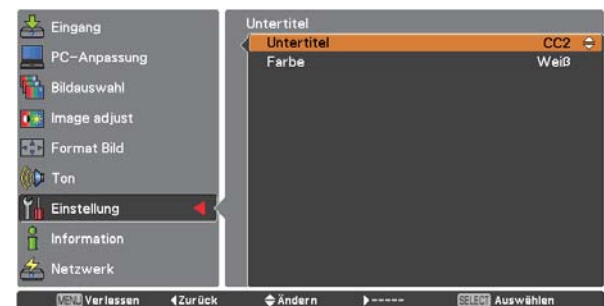 Eingang
PC-Anpassung
Bildauswahl
Image adjust
Format Bild
Ton
Einstellung
Information
Netzwerk
Untertitel
Untertitel CC2
Farbe Weiß
MENU Verlassen Zurück Ändern ----- SELECT Auswählen